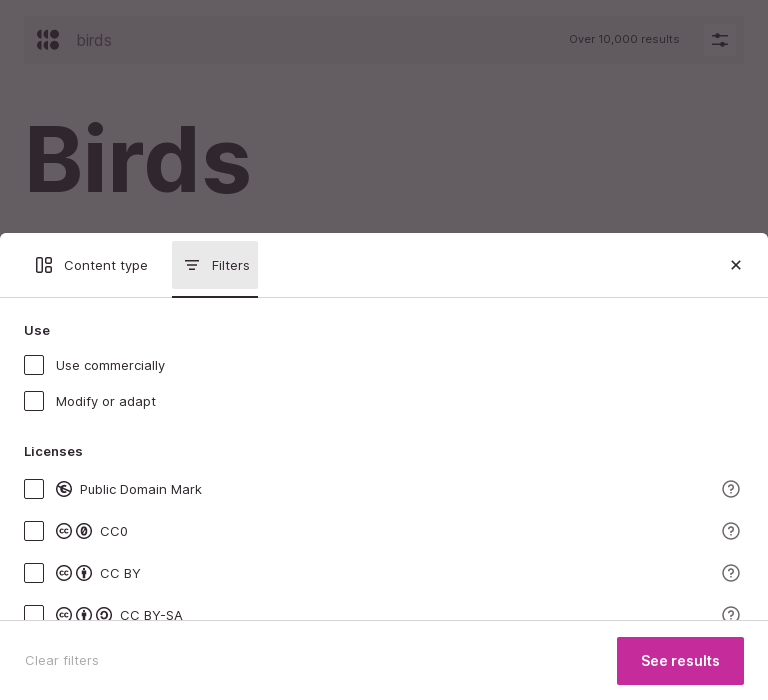 birds
Over 10,000 results
Birds
Content type
Filters
Use
Use commercially
Modify or adapt
Licenses
Public Domain Mark
CC0
CC BY
CC BY-SA
Clear filters
See results